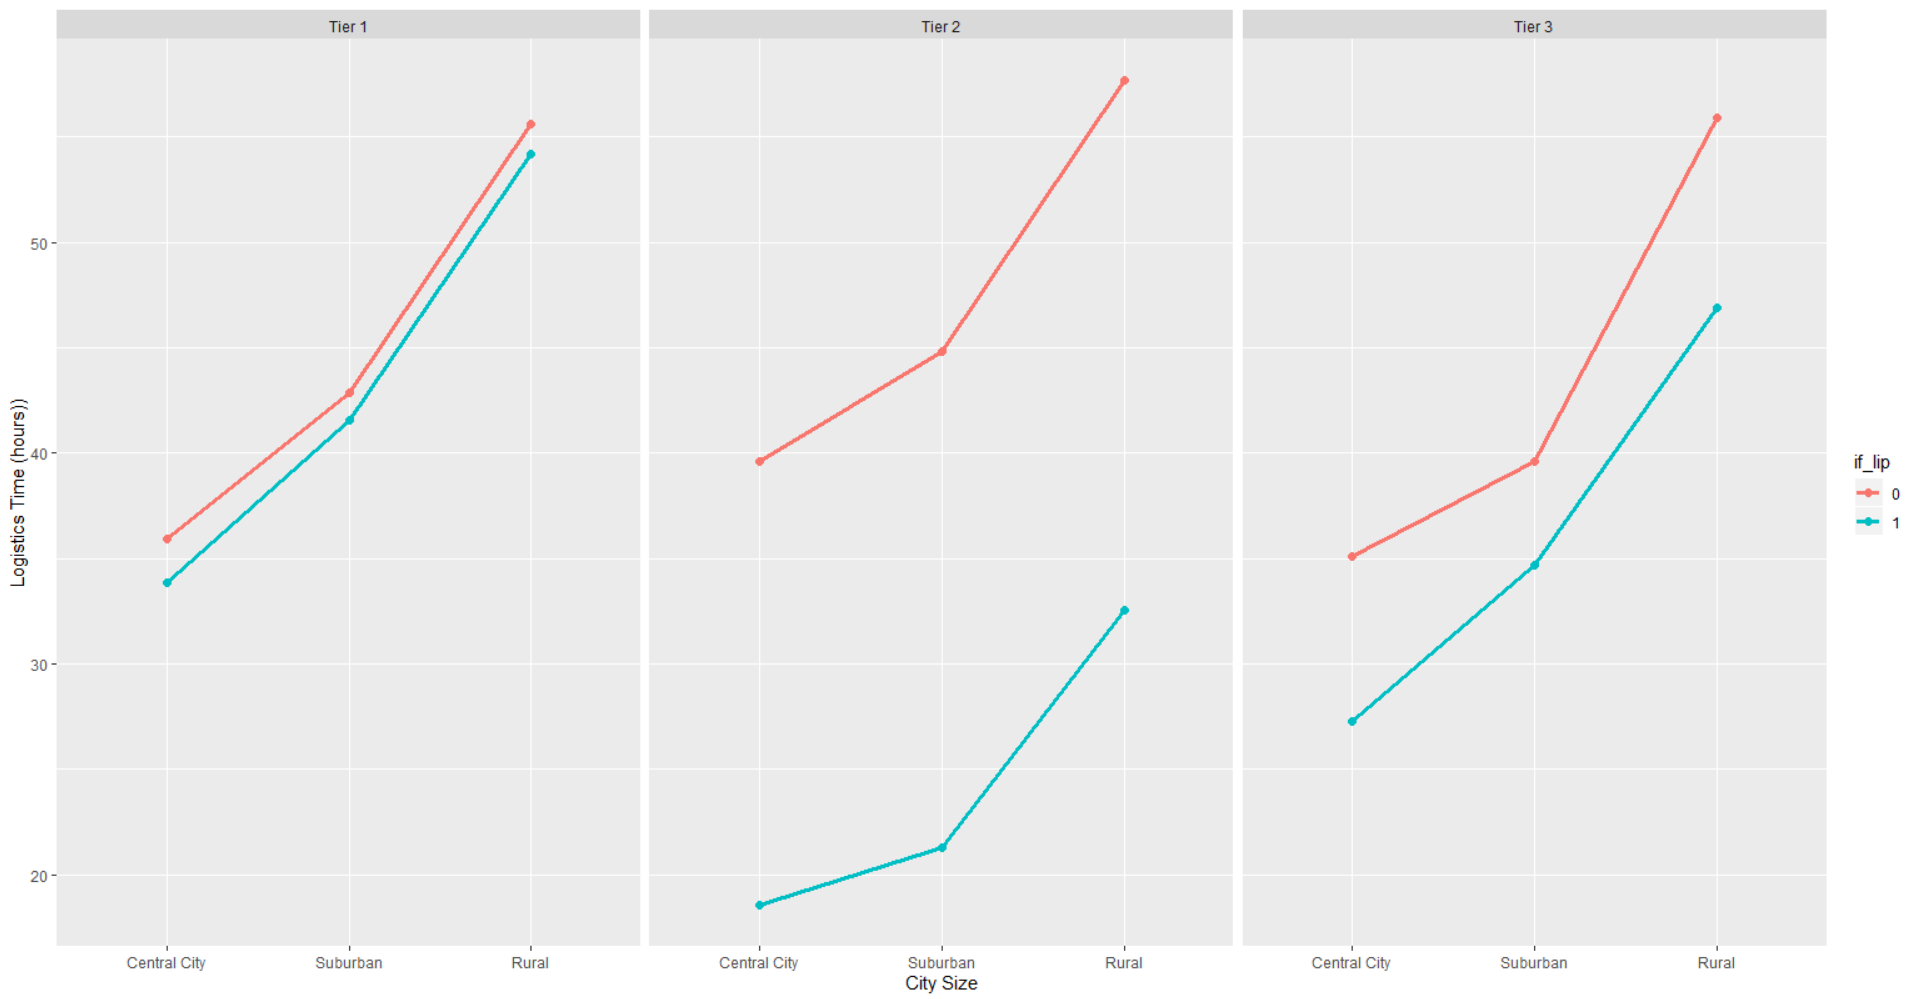 Tier 1
Tier 2
Tier 3
Logistics Time (hours))
50
40
30
20
Central City
Suburban
Rural
Central City
Suburban
Rural
Central City
Suburban
Rural
City Size
if_lip
0
1